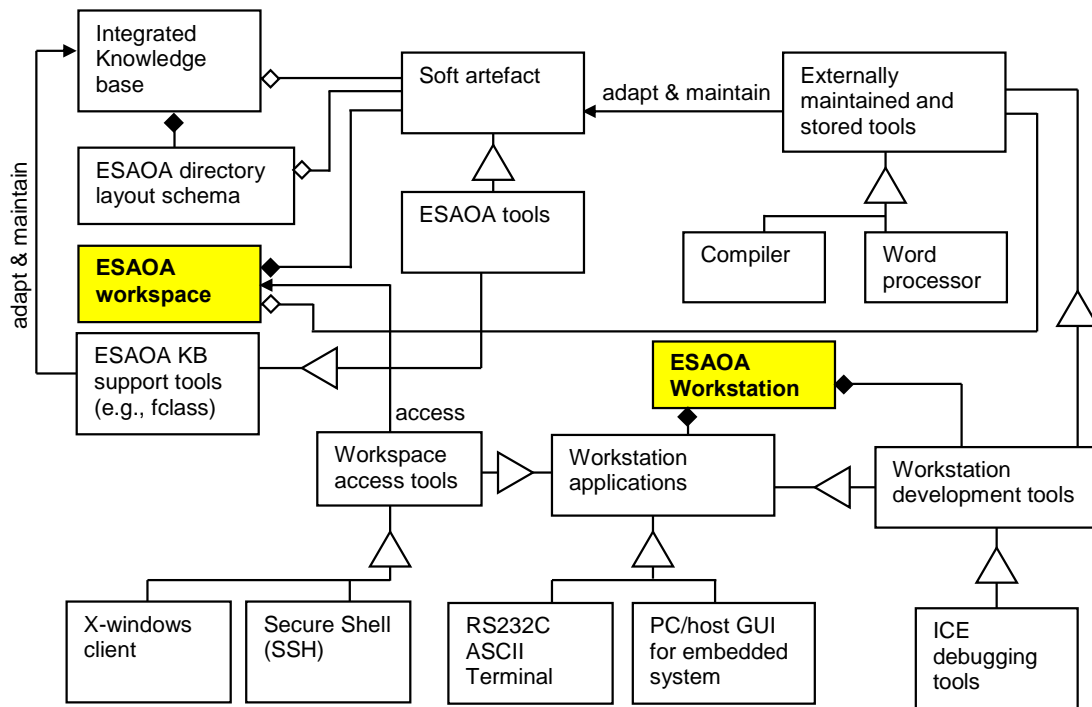 Integrated
Knowledge
base
Soft artefact
adapt & maintain
Externally
maintained and
stored tools
ESAOA directory
layout schema
ESAOA tools
adapt & maintain
Compiler
Word
processor
ESAOA
workspace
ESAOA KB
support tools
(e.g., fclass)
ESAOA
Workstation
access
Workspace
access tools
Workstation
applications
Workstation
development tools
X-windows
client
Secure Shell
(SSH)
RS232C
ASCII
Terminal
PC/host GUI
for embedded
system
ICE
debugging
tools